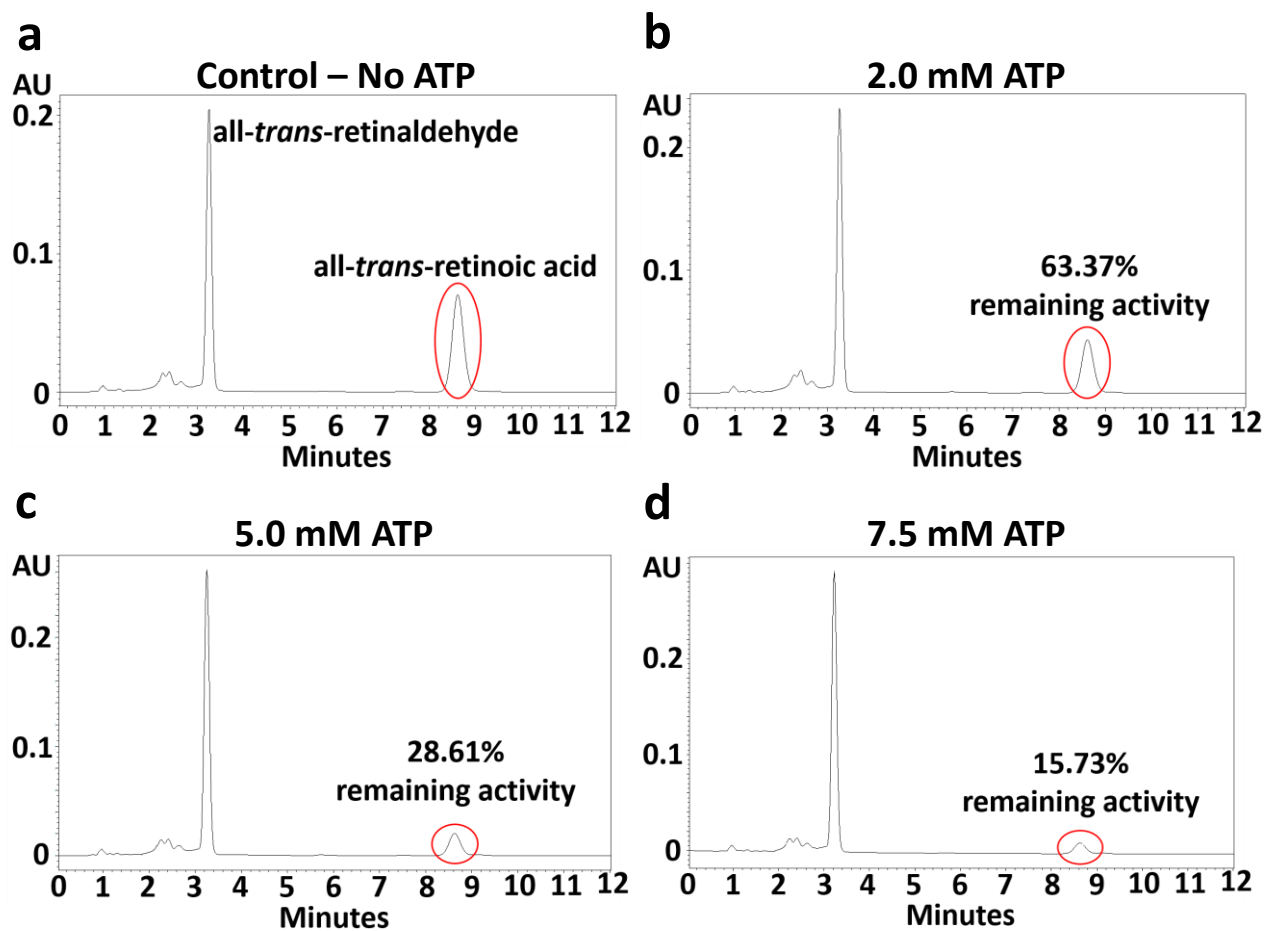 a
Control – No ATP
AU
0.2
all-trans-retinaldehyde
all-trans-retinoic acid
0.1
0
0 1 2 3 4 5 6 7 8 9 10 11 12
Minutes
b
2.0 mM ATP
AU
0.2
0.1
63.37%
remaining activity
0
0 1 2 3 4 5 6 7 8 9 10 11 12
Minutes
c
5.0 mM ATP
AU
0.2
0.1
28.61%
remaining activity
0
0 1 2 3 4 5 6 7 8 9 10 11 12
Minutes
d
7.5 mM ATP
AU
0.2
0.1
15.73%
remaining activity
0
0 1 2 3 4 5 6 7 8 9 10 11 12
Minutes